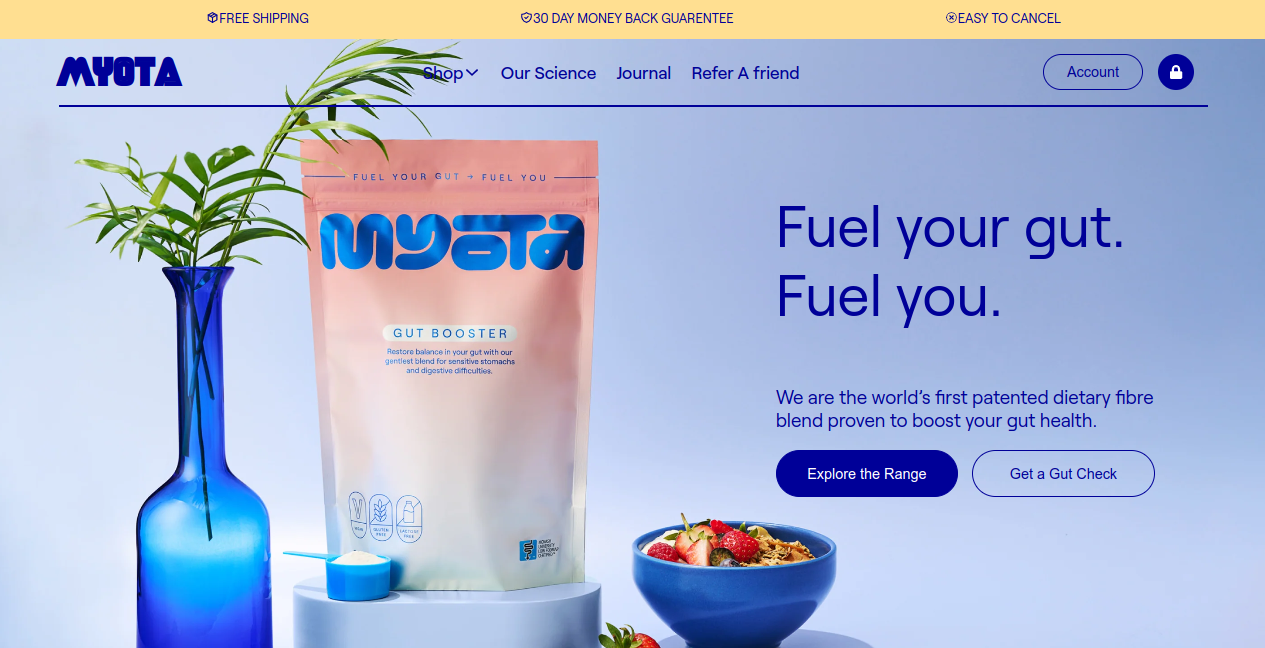 FREE SHIPPING
30 DAY MONEY BACK GUARENTEE
EASY TO CANCEL
MYOTA
Shop
Our Science
Journal
Refer A friend
Account
FUEL YOUR GUT → FUEL YOU
MYOTA
GUT BOOSTER
Restore balance in your gut with our
gentlest blend for sensitive stomachs
and digestive difficulties.
GLUTEN
FREE
LACTOSE
FREE
Fuel your gut.
Fuel you.
We are the world’s first patented dietary fibre
blend proven to boost your gut health.
Explore the Range
Get a Gut Check